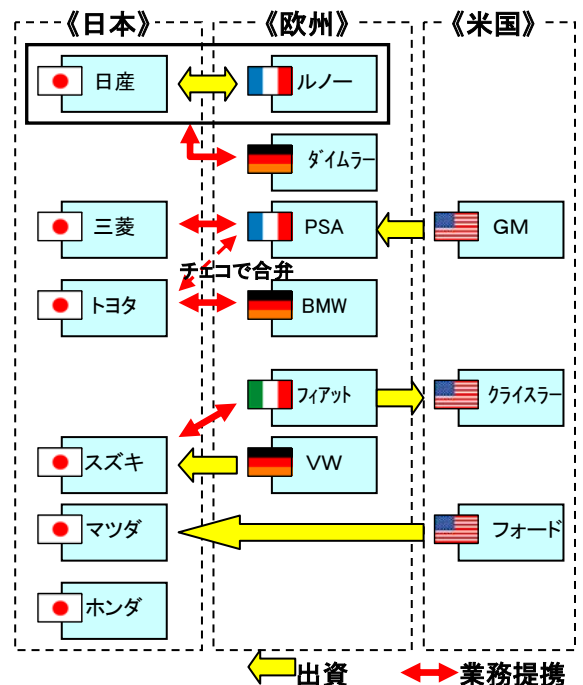 《日本》 《欧州》 《米国》
日産 ルノー
ダイムラー
三菱 PSA GM
チェコで合弁
トヨタ BMW
フィアット クライスラー
スズキ VW
マツダ フォード
ホンダ
出資 業務提携